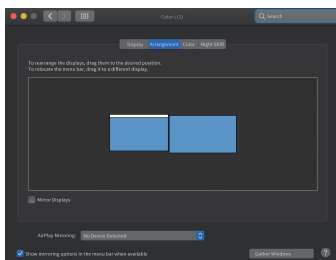 Color LCD
Search
Display Arrangement Color Night Shift
To rearrange the displays, drag them to the desired position.
To relocate the menu bar, drag it to a different display.
Mirror Displays
AirPlay Mirroring: No Device Detected
Show mirroring options in the menu bar when available
Gather Windows ?